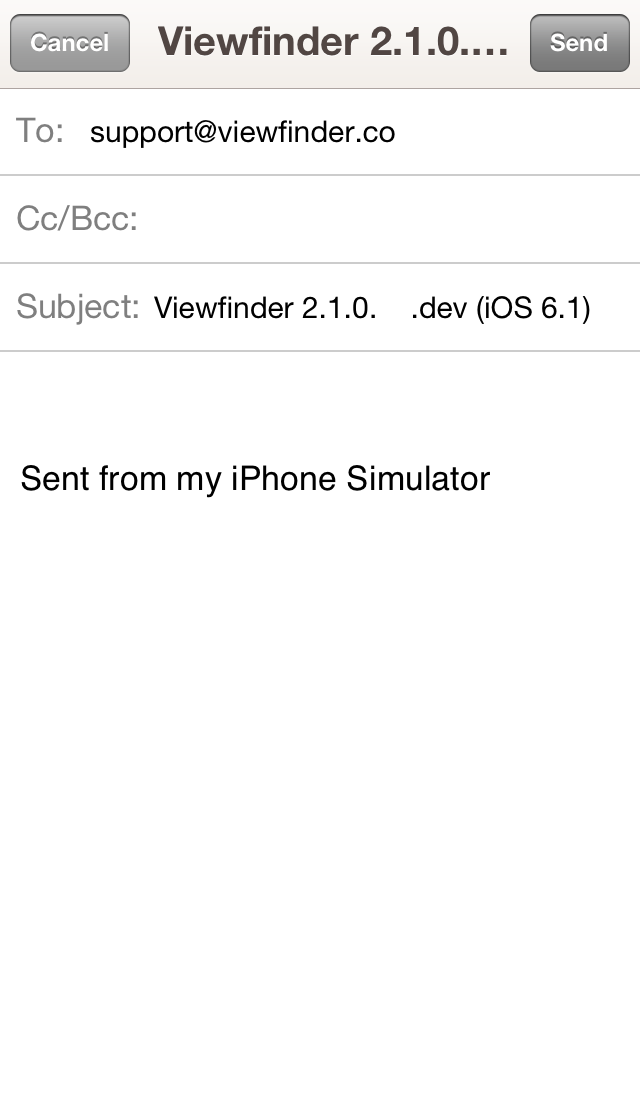 Cancel Viewfinder 2.1.0.... Send
To: support@viewfinder.co
Cc/Bcc:
Subject: Viewfinder 2.1.0. .dev (iOS 6.1)
Sent from my iPhone Simulator